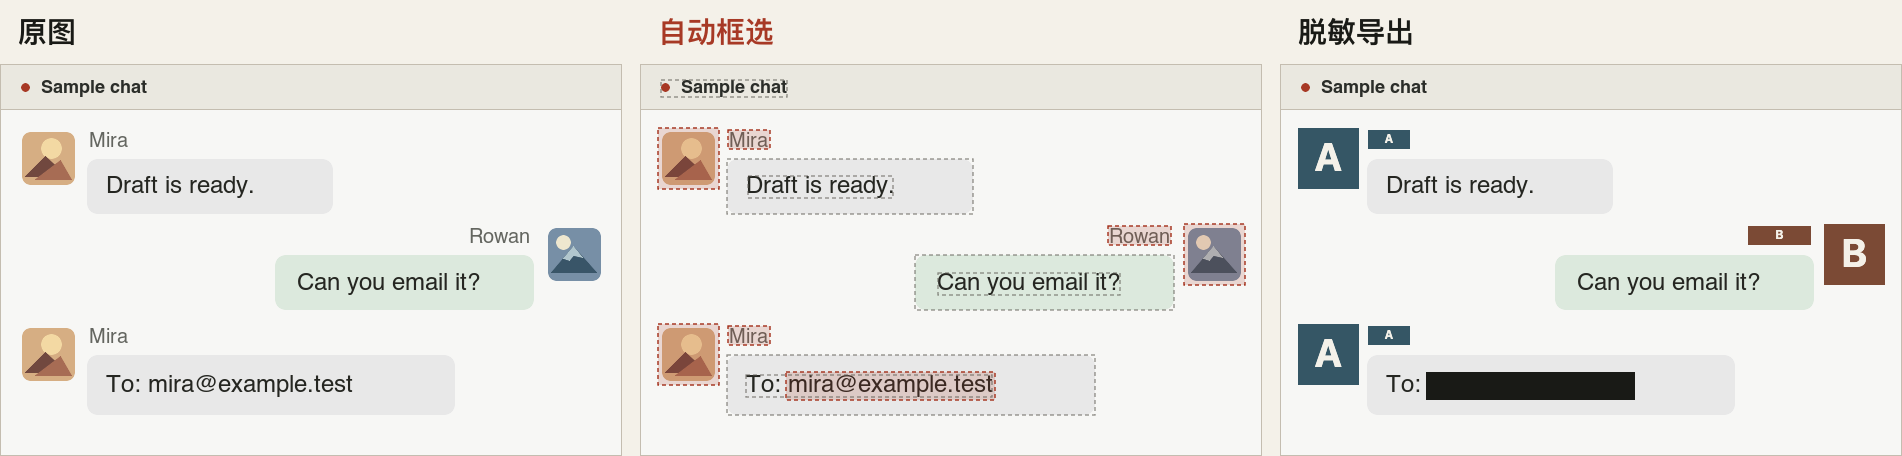 原图
Sample chat
Mira
Draft is ready.
Rowan
Can you email it?
Mira
To: mira@example.test
自动框选
Sample chat
Mira
Draft is ready.
Rowan
Can you email it?
Mira
To: mira@example.test
脱敏导出
Sample chat
A
A
Draft is ready.
B
B
Can you email it?
A
A
To: